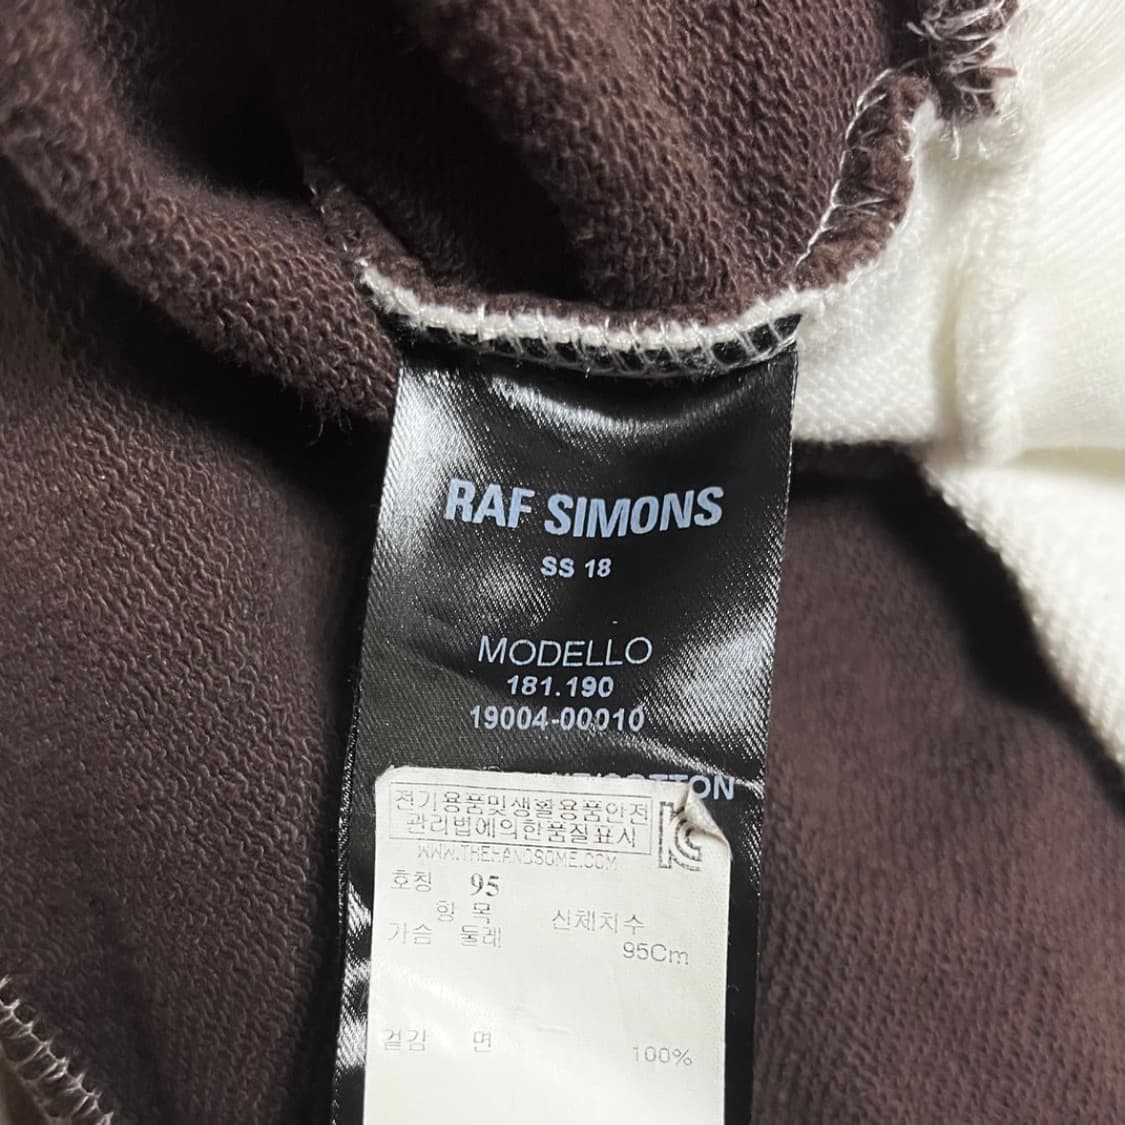 RAF SIMONS
SS 18
MODELLO
181.190
19004-00010
COTTON
전기용품및생활용품안전
관리법에의한품질표시
WWW.THEHANDSOME.COM
호칭 95
항 목 신체치수
가슴 둘레 95Cm
겉감 면 100%